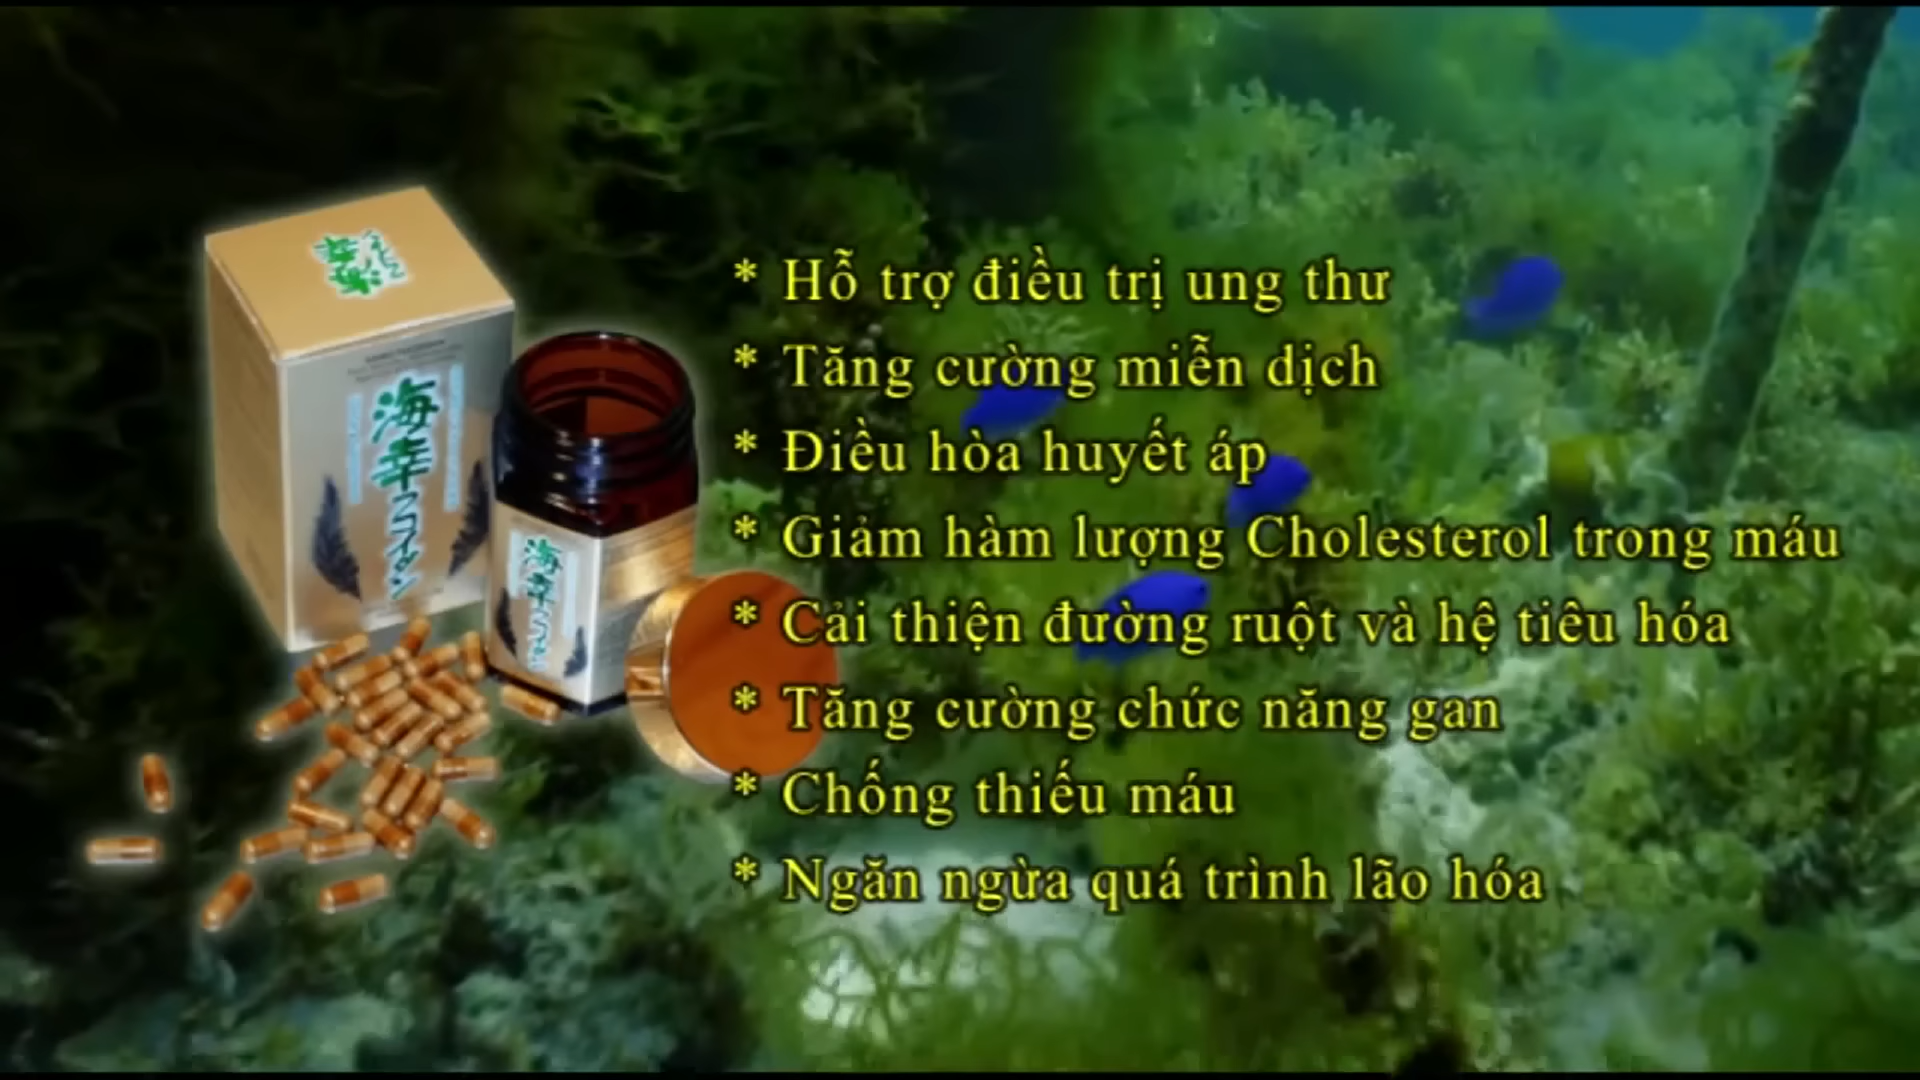 海幸フコイダン
海幸フコイダン
* Hỗ trợ điều trị ung thư
* Tăng cường miễn dịch
* Điều hòa huyết áp
* Giảm hàm lượng Cholesterol trong máu
* Cải thiện đường ruột và hệ tiêu hóa
* Tăng cường chức năng gan
* Chống thiếu máu
* Ngăn ngừa quá trình lão hóa